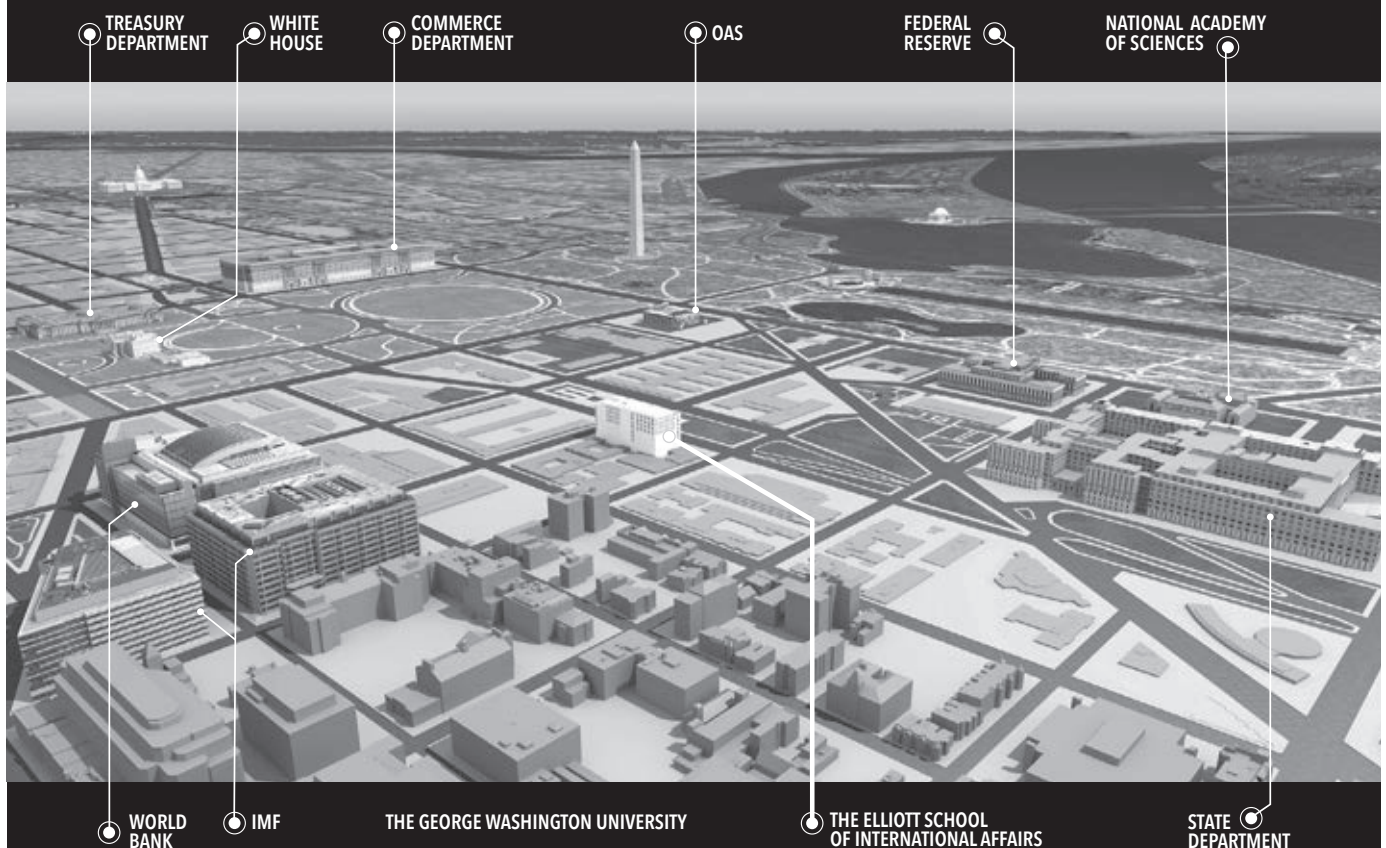 TREASURY
DEPARTMENT
WHITE
HOUSE
COMMERCE
DEPARTMENT
OAS
FEDERAL
RESERVE
NATIONAL ACADEMY
OF SCIENCES
WORLD
BANK
IMF
THE GEORGE WASHINGTON UNIVERSITY
THE ELLIOTT SCHOOL
OF INTERNATIONAL AFFAIRS
STATE
DEPARTMENT